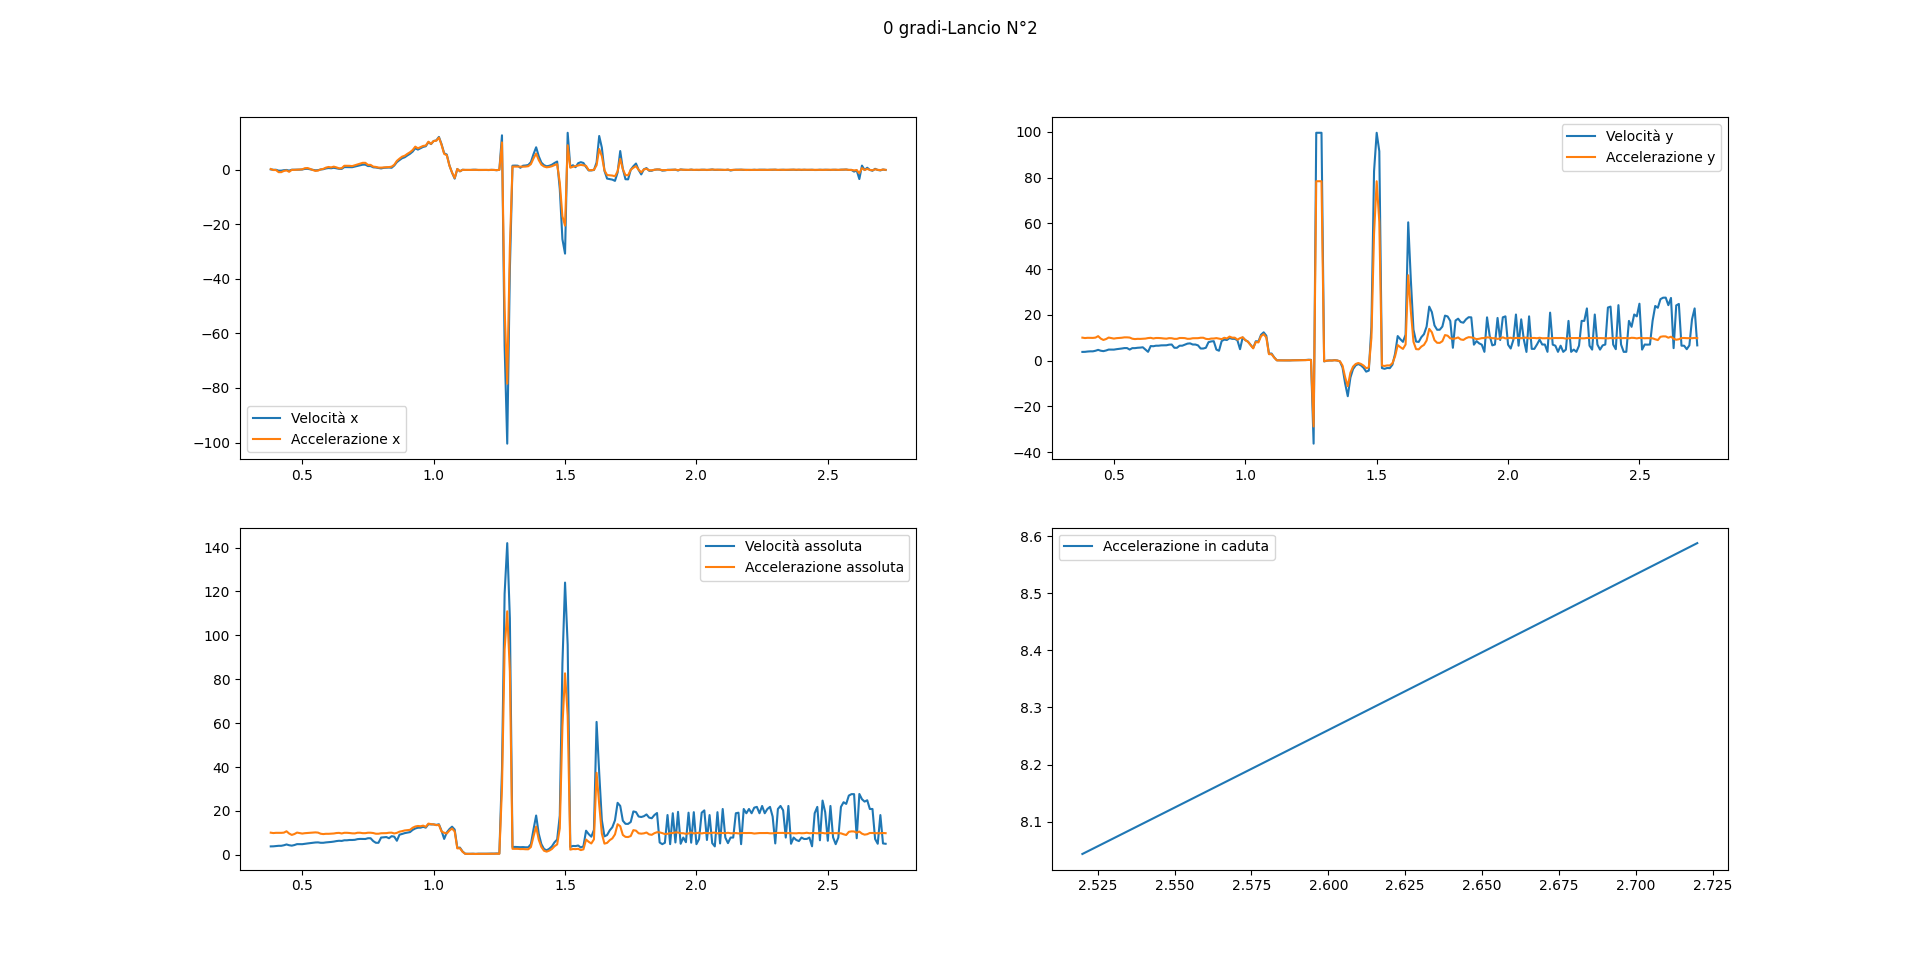 0 gradi-Lancio N°2
0
−20
−40
−60
−80
−100
0.5 1.0 1.5 2.0 2.5
Velocità x
Accelerazione x
100
80
60
40
20
0
−20
−40
0.5 1.0 1.5 2.0 2.5
Velocità y
Accelerazione y
140
120
100
80
60
40
20
0
0.5 1.0 1.5 2.0 2.5
Velocità assoluta
Accelerazione assoluta
8.6
8.5
8.4
8.3
8.2
8.1
2.525 2.550 2.575 2.600 2.625 2.650 2.675 2.700 2.725
Accelerazione in caduta